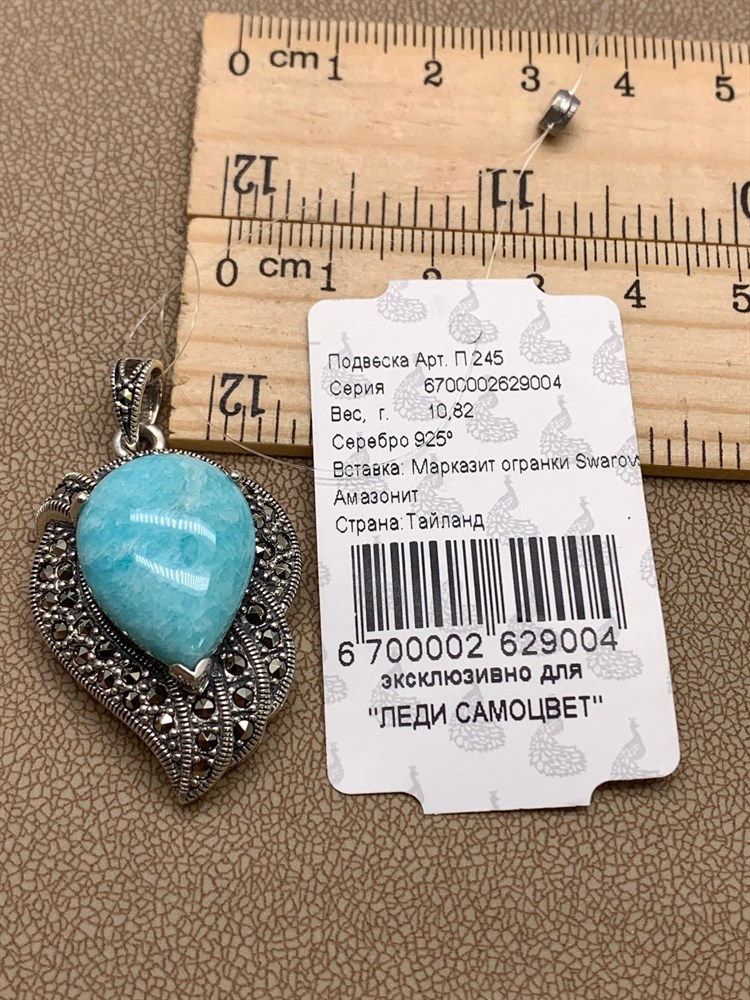 0 cm 1 2 3 4 5
12 11
0 cm 1 2 3 4 5
12
Подвеска Арт. П 245
Серия 6700002629004
Вес, г. 10,82
Серебро 925°
Вставка: Марказит огранки Swarov
Амазонит
Страна: Тайланд
6 700002 629004
эксклюзивно для
"ЛЕДИ САМОЦВЕТ"